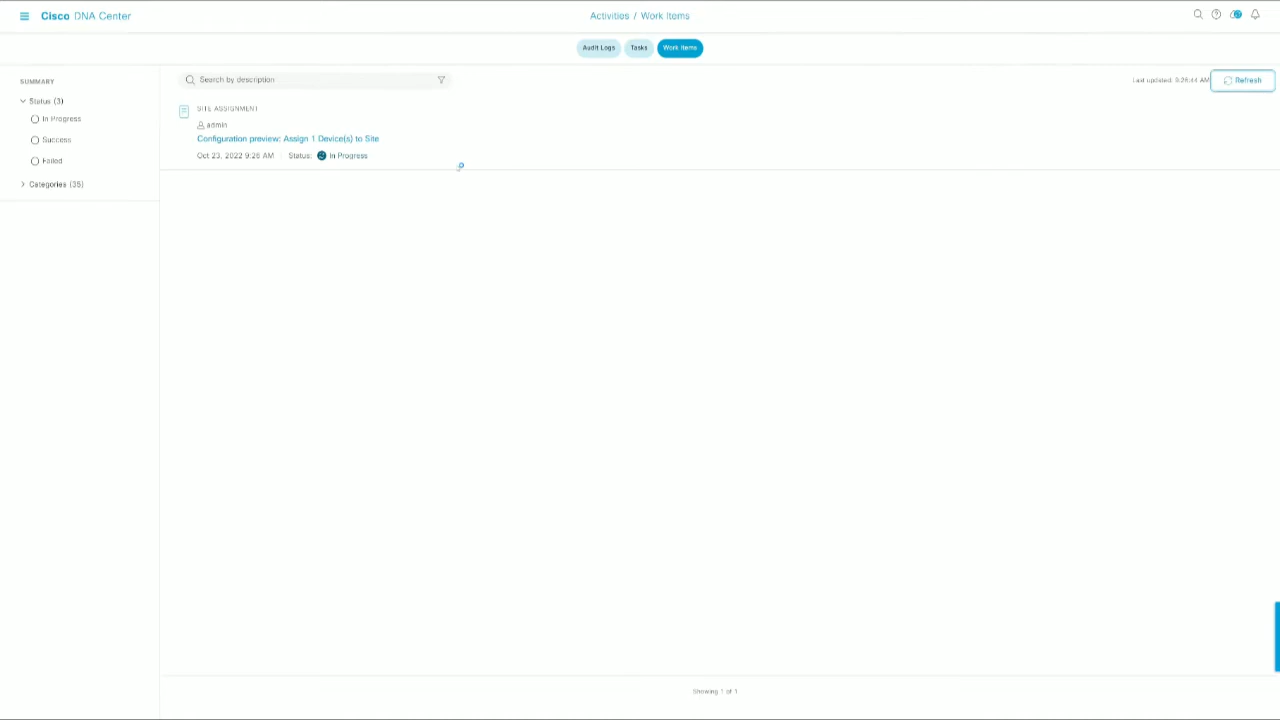 Cisco DNA Center
Activities / Work Items
Audit Logs
Tasks
Work Items
SUMMARY
Status (3)
In Progress
Success
Failed
Categories (35)
Search by description
Last updated: 9:26:44 AM
Refresh
SITE ASSIGNMENT
admin
Configuration preview: Assign 1 Device(s) to Site
Oct 23, 2022 9:26 AM
Status: In Progress
Showing 1 of 1